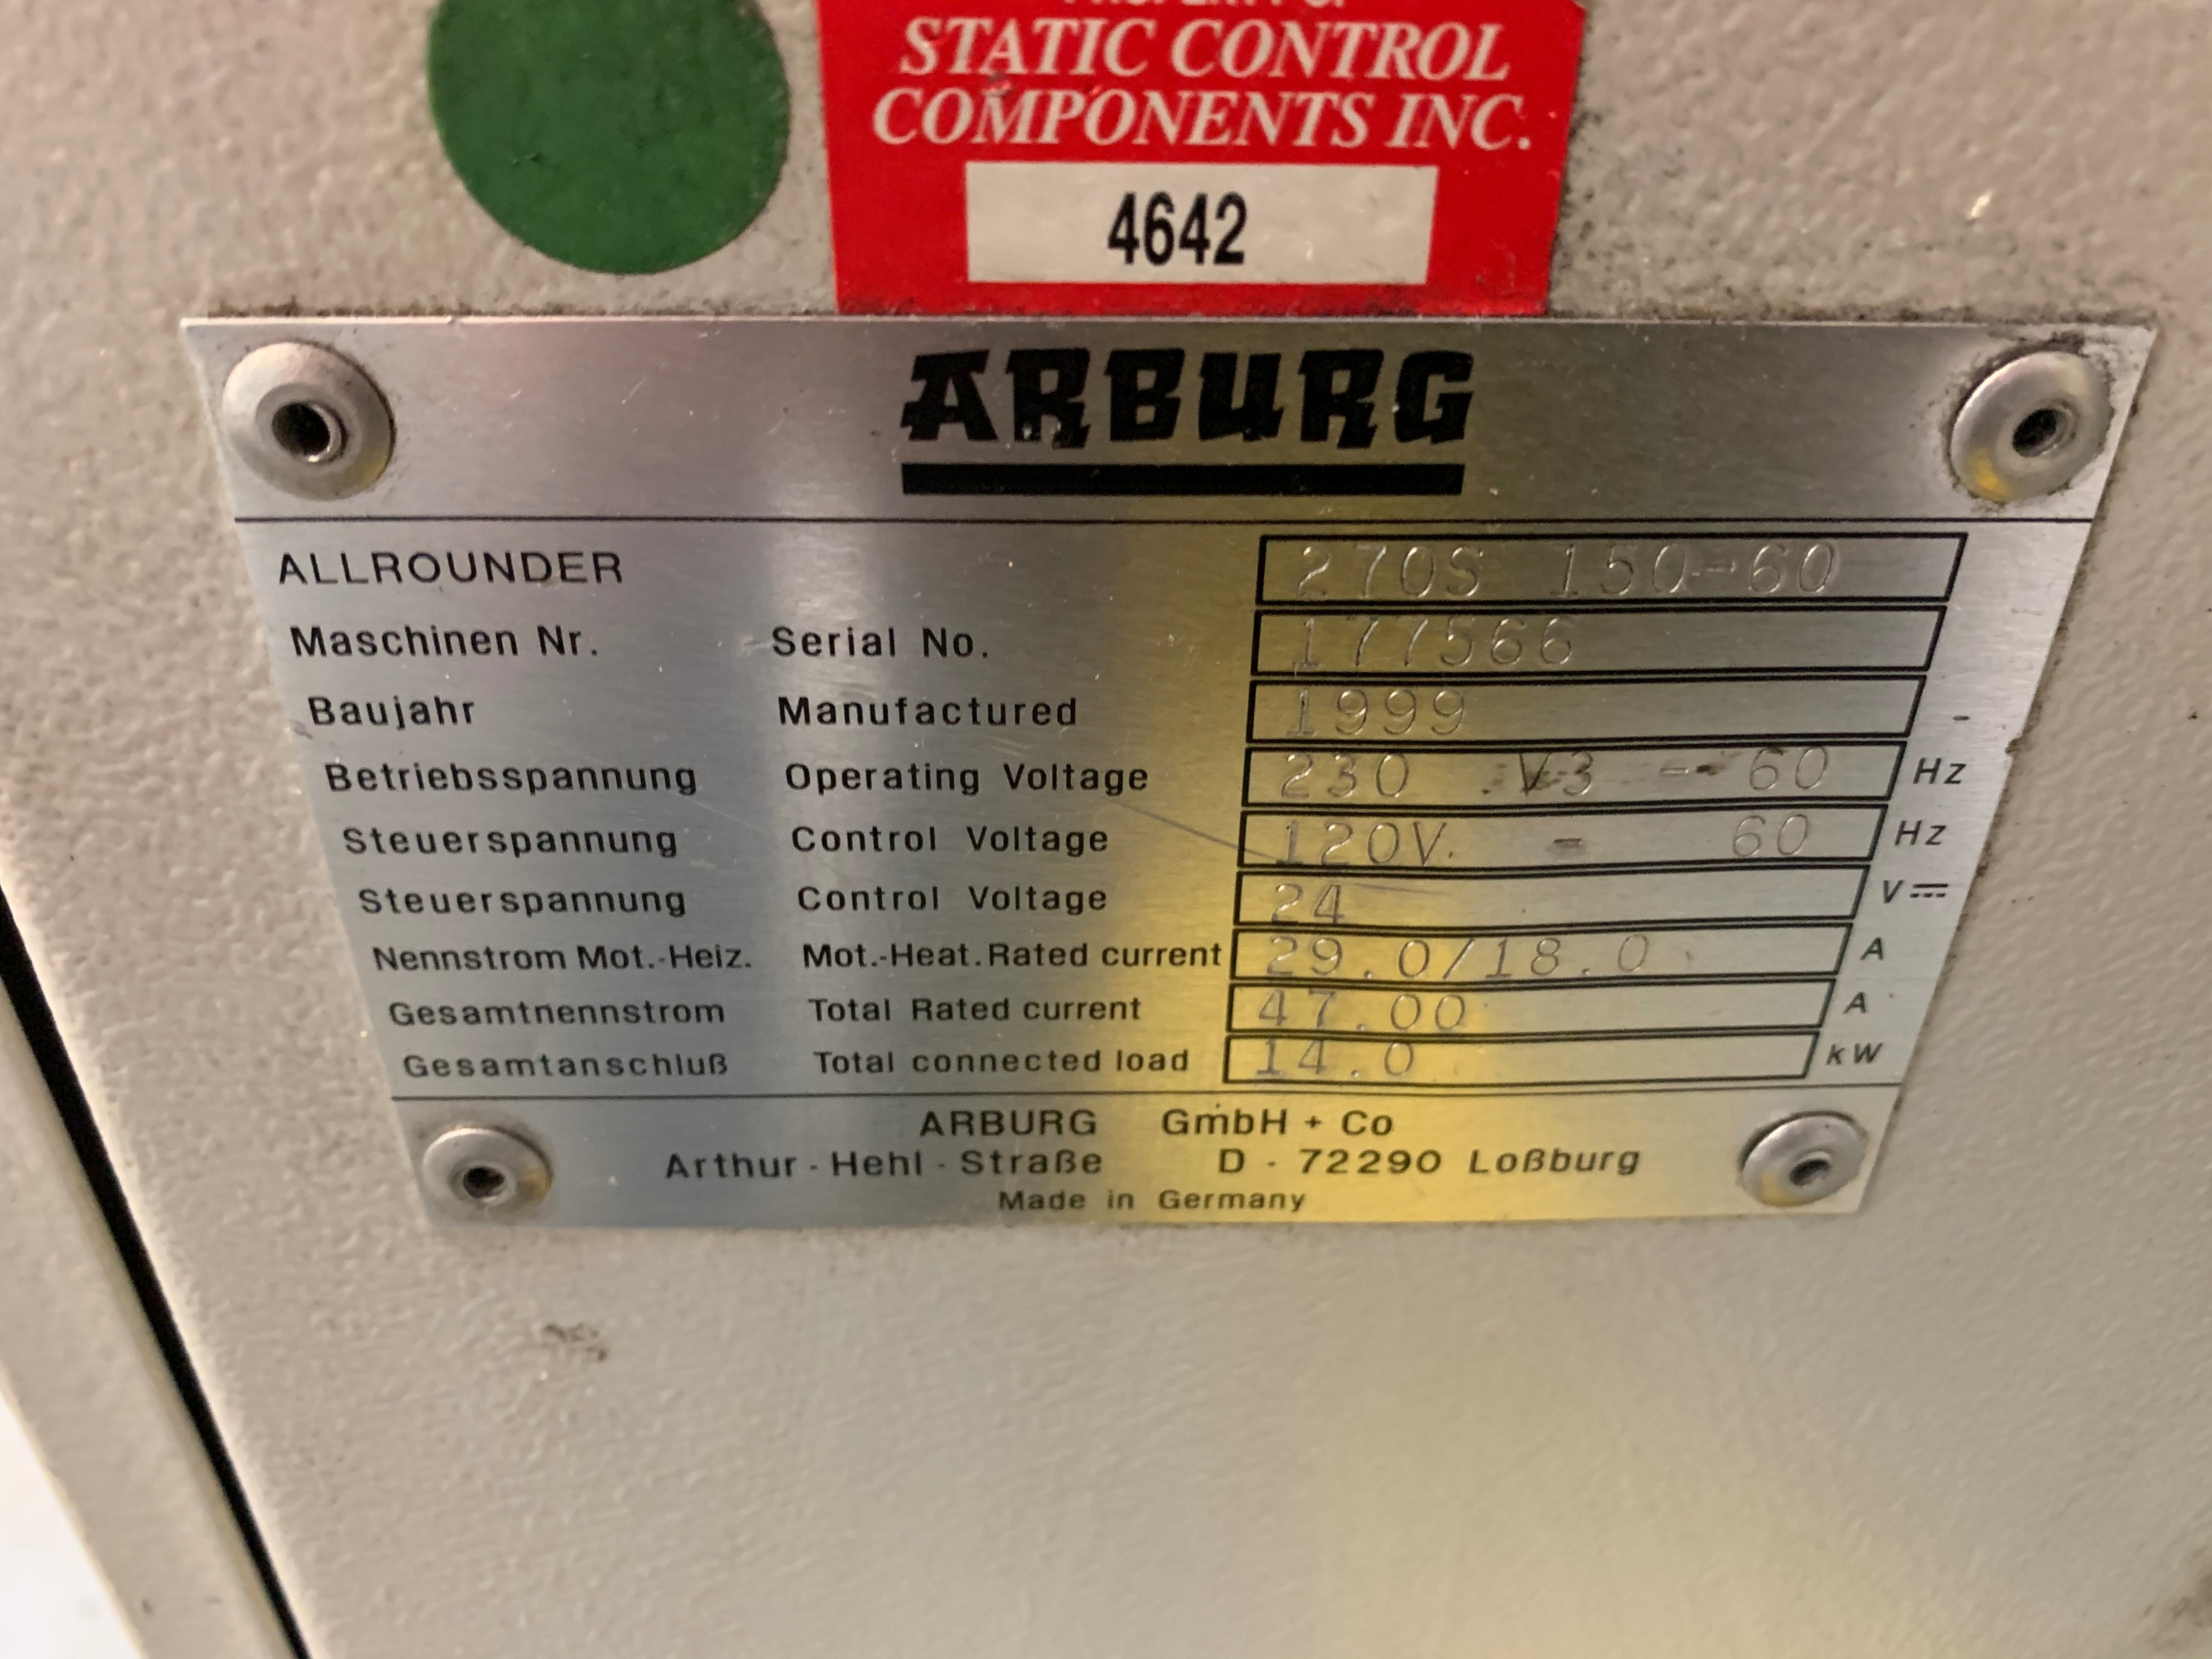 PROPERTY OF
STATIC CONTROL
COMPONENTS INC.
4642
ARBURG
ALLROUNDER 270S 150-60
Maschinen Nr. Serial No. 177566
Baujahr Manufactured 1999 -
Betriebsspannung Operating Voltage 230 V3 - 60 Hz
Steuerspannung Control Voltage 120V. - 60 Hz
Steuerspannung Control Voltage 24 V⎓
Nennstrom Mot.-Heiz. Mot.-Heat. Rated current 29.0/18.0 A
Gesamtnennstrom Total Rated current 47.00 A
Gesamtanschluß Total connected load 14.0 kW
ARBURG GmbH + Co
Arthur - Hehl - Straße D - 72290 Loßburg
Made in Germany